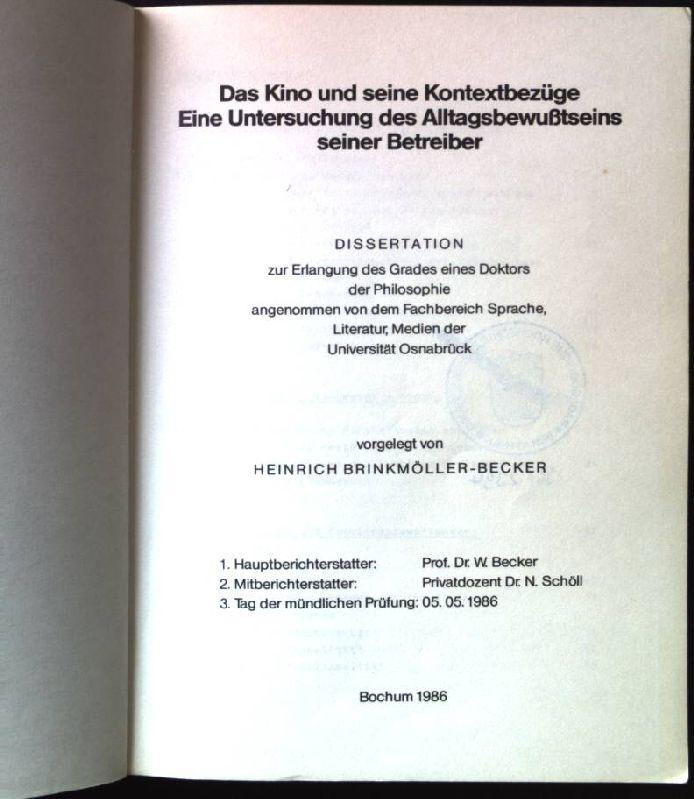 Das Kino und seine Kontextbezüge
Eine Untersuchung des Alltagsbewußtseins
seiner Betreiber
DISSERTATION
zur Erlangung des Grades eines Doktors
der Philosophie
angenommen von dem Fachbereich Sprache,
Literatur, Medien der
Universität Osnabrück
vorgelegt von
HEINRICH BRINKMÖLLER-BECKER
1. Hauptberichterstatter: Prof. Dr. W. Becker
2. Mitberichterstatter: Privatdozent Dr. N. Schöll
3. Tag der mündlichen Prüfung: 05. 05. 1986
Bochum 1986